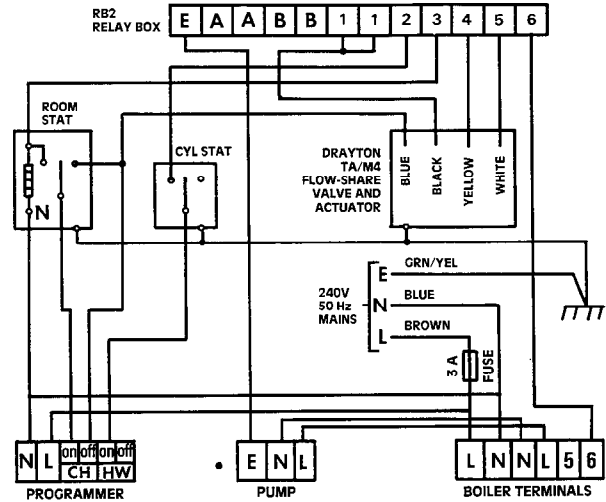 RB2
RELAY BOX
E A A B B 1 1 2 3 4 5 6
ROOM
STAT
N
CYL STAT
DRAYTON
TA/M4
FLOW-SHARE
VALVE AND
ACTUATOR
BLUE
BLACK
YELLOW
WHITE
240V
50 Hz
MAINS
E GRN/YEL
N BLUE
L BROWN
3 A
FUSE
N L on off on off
CH HW
PROGRAMMER
E N L
PUMP
L N N L 5 6
BOILER TERMINALS